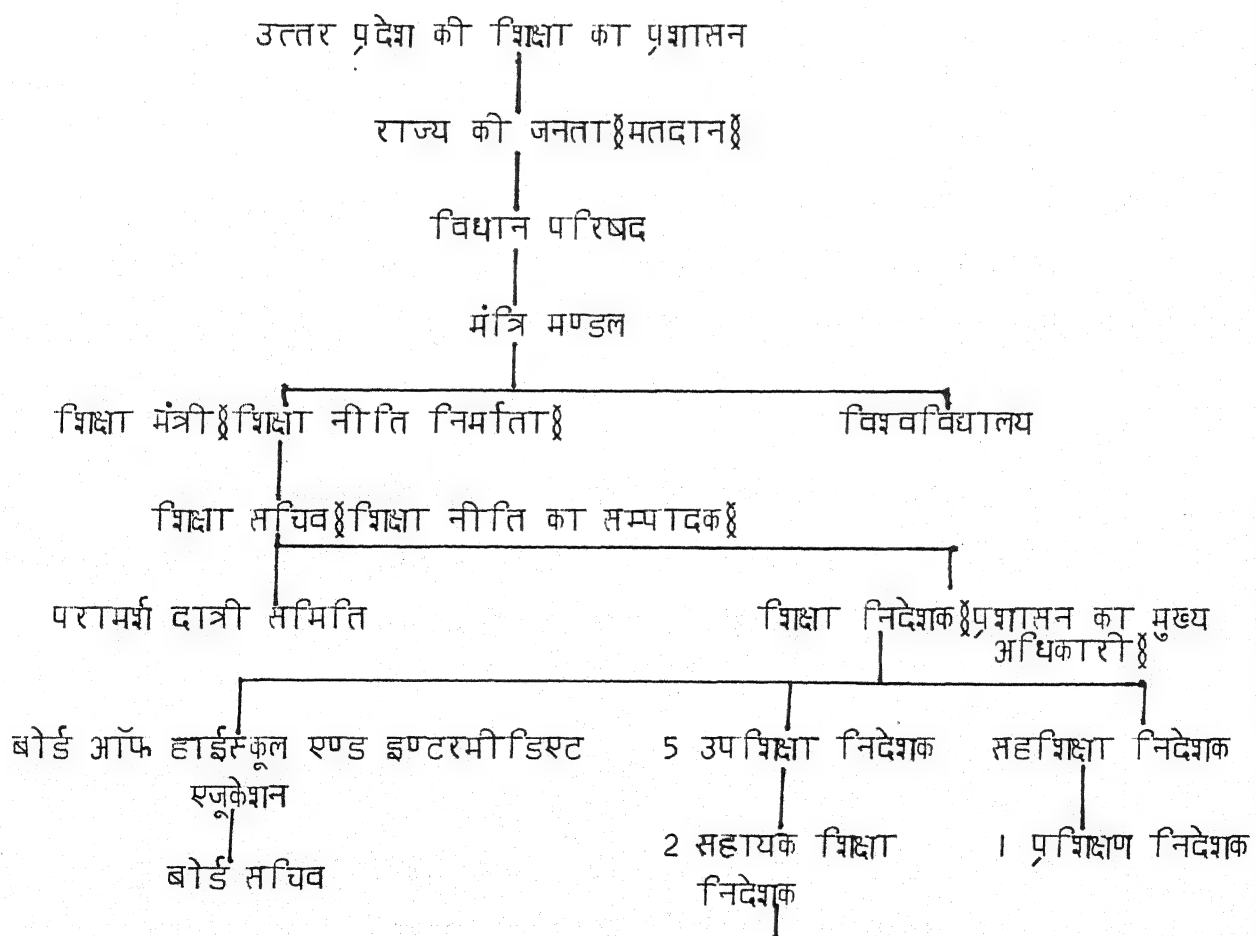 उत्तर प्रदेश की शिक्षा का प्रशासन
राज्य की जनता॰मतदान॰
विधान परिषद
मंत्रि मण्डल
शिक्षा मंत्री॰शिक्षा नीति निर्माता॰ विश्वविद्यालय
शिक्षा सचिव॰शिक्षा नीति का सम्पादक॰
परामर्श दात्री समिति शिक्षा निदेशक॰प्रशासन का मुख्य
अधिकारी॰
बोर्ड ऑफ हाईस्कूल एण्ड इण्टरमीडिएट 5 उपशिक्षा निदेशक सहशिक्षा निदेशक
एजूकेशन
2 सहायक शिक्षा 1 प्रशिक्षण निदेशक
बोर्ड सचिव
निदेशक